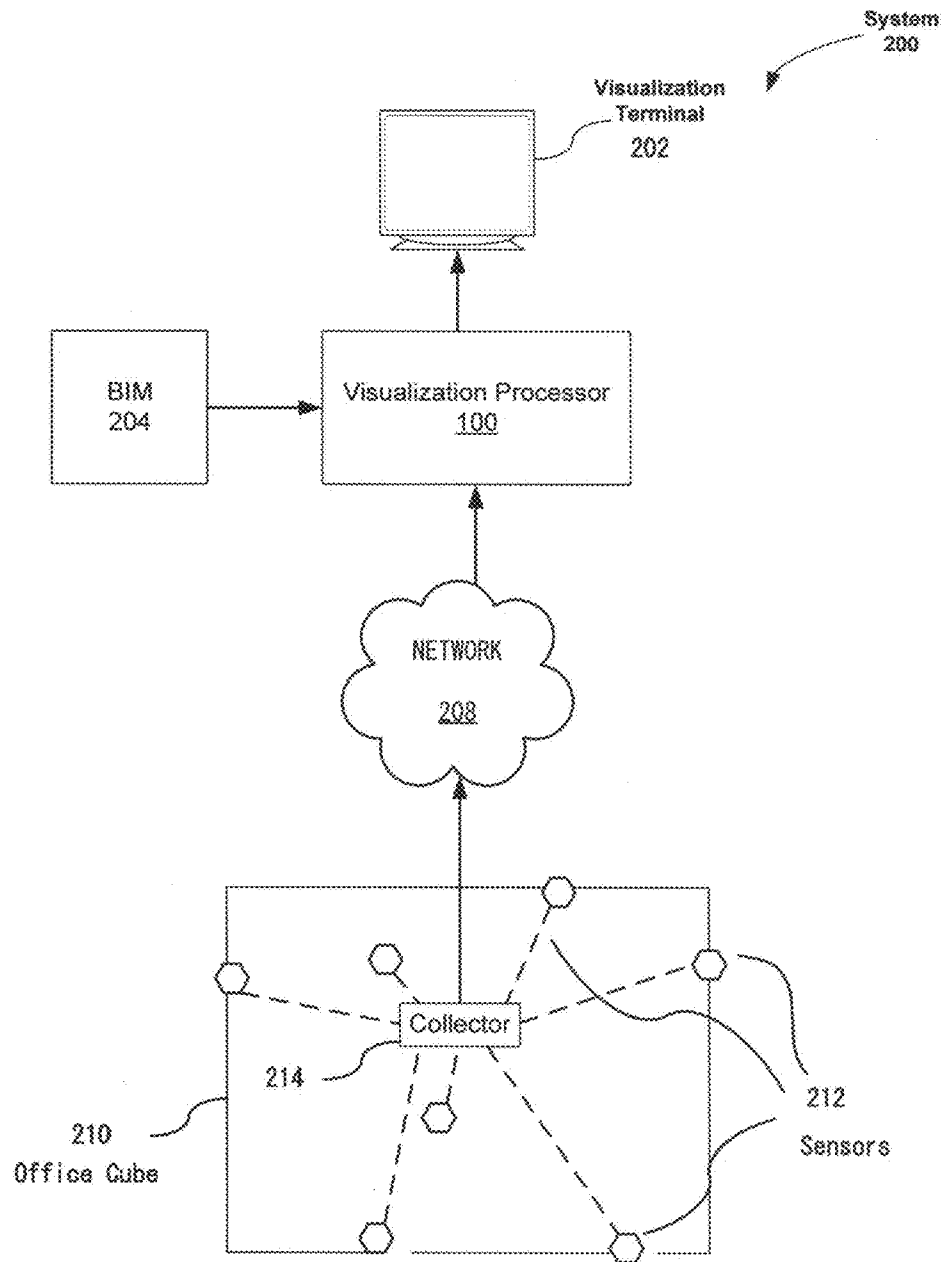 System
200
Visualization
Terminal
202
BIM
204
Visualization Processor
100
NETWORK
208
Collector
214
212
Sensors
210
Office Cube